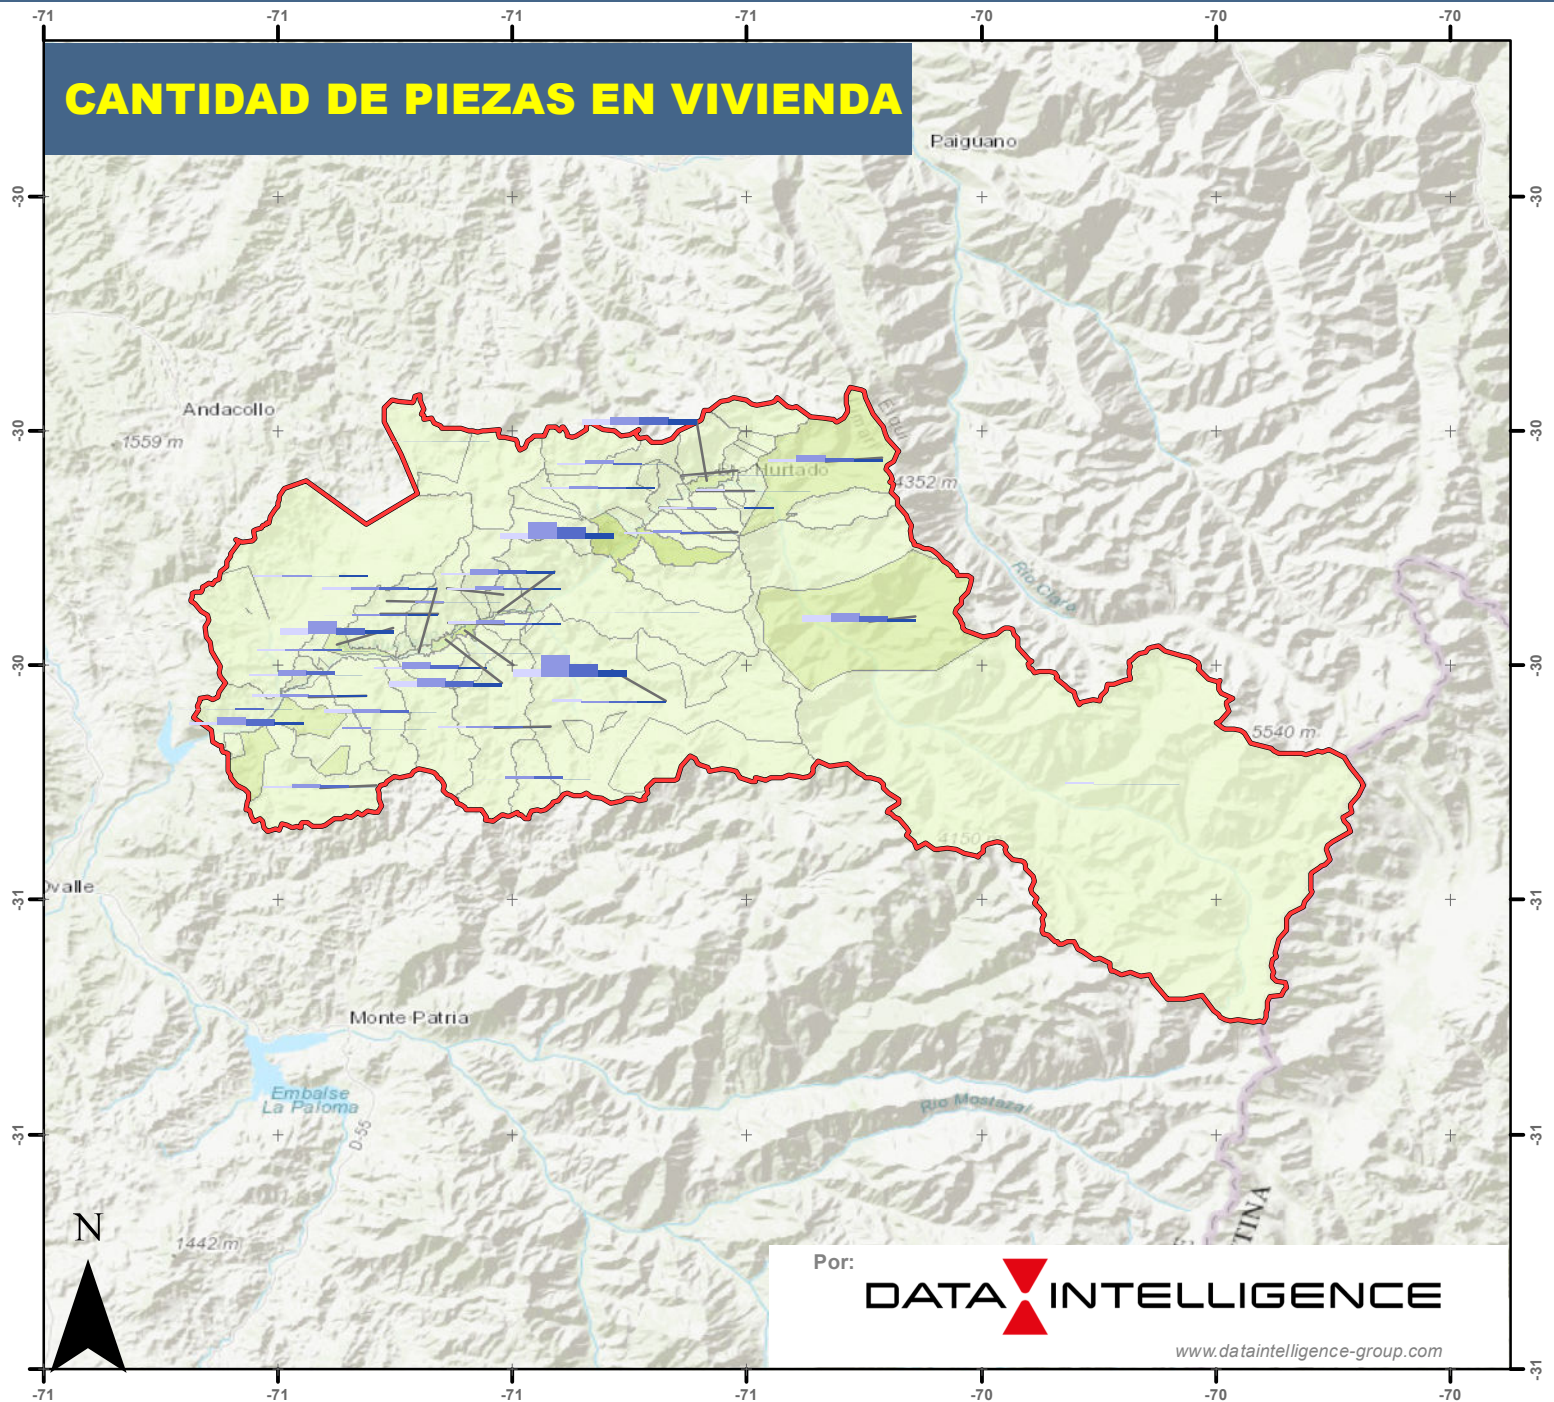 -71 -71 -71 -71 -70 -70 -70
CANTIDAD DE PIEZAS EN VIVIENDA
Paiguano
-30 -30
Andacollo
1559 m
-30 -30
Hurtado
4352 m
Río Claro
-30 -30
5540 m
4150 m
Ovalle
-31 -31
Monte Patria
Embalse
La Paloma
Río Mostazal
D-55
-31 -31
N
1442 m
TINA
Por:
DATA INTELLIGENCE
www.dataintelligence-group.com
-31
-71 -71 -71 -71 -70 -70 -70